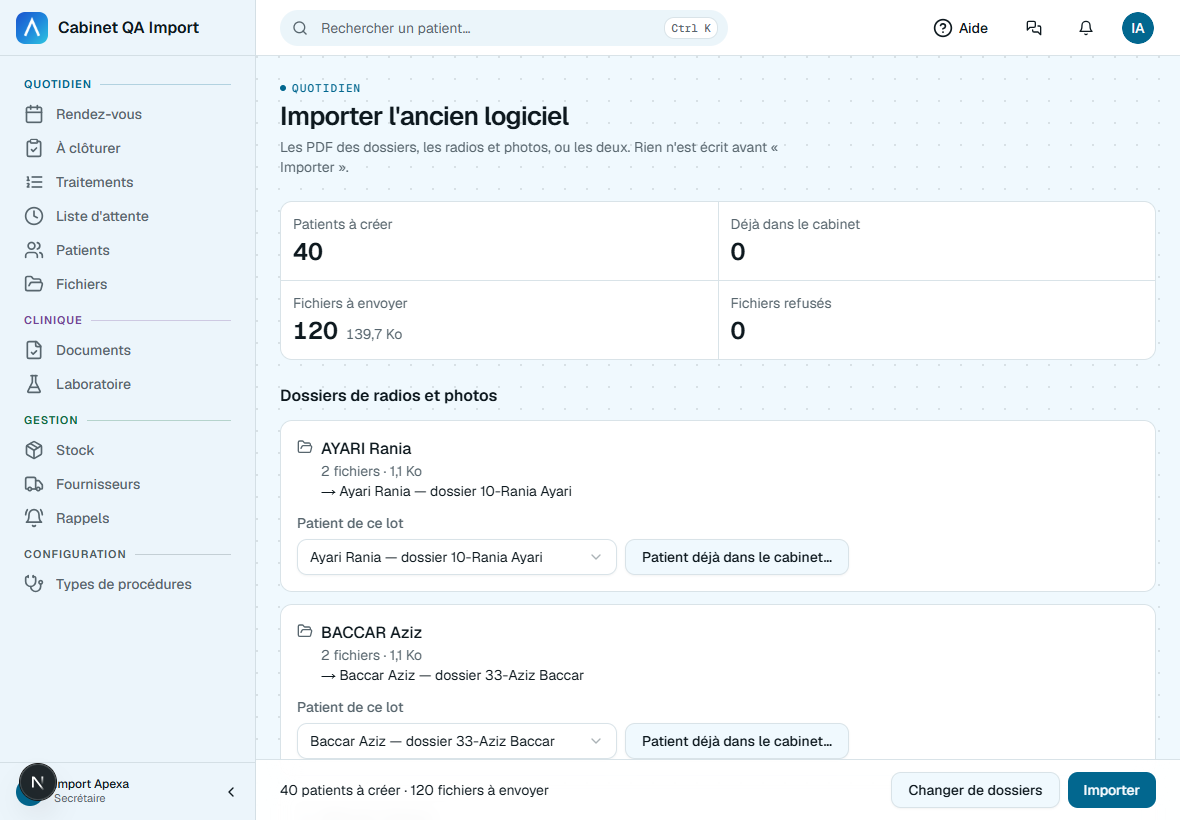 Cabinet QA Import
Rechercher un patient…
Ctrl K
Aide
IA
QUOTIDIEN
Rendez-vous
À clôturer
Traitements
Liste d'attente
Patients
Fichiers
CLINIQUE
Documents
Laboratoire
GESTION
Stock
Fournisseurs
Rappels
CONFIGURATION
Types de procédures
N
Import Apexa
Secrétaire
QUOTIDIEN
Importer l'ancien logiciel
Les PDF des dossiers, les radios et photos, ou les deux. Rien n'est écrit avant «
Importer ».
Patients à créer
40
Déjà dans le cabinet
0
Fichiers à envoyer
120 139,7 Ko
Fichiers refusés
0
Dossiers de radios et photos
AYARI Rania
2 fichiers · 1,1 Ko
→ Ayari Rania — dossier 10-Rania Ayari
Patient de ce lot
Ayari Rania — dossier 10-Rania Ayari
Patient déjà dans le cabinet…
BACCAR Aziz
2 fichiers · 1,1 Ko
→ Baccar Aziz — dossier 33-Aziz Baccar
Patient de ce lot
Baccar Aziz — dossier 33-Aziz Baccar
Patient déjà dans le cabinet…
40 patients à créer · 120 fichiers à envoyer
Changer de dossiers
Importer